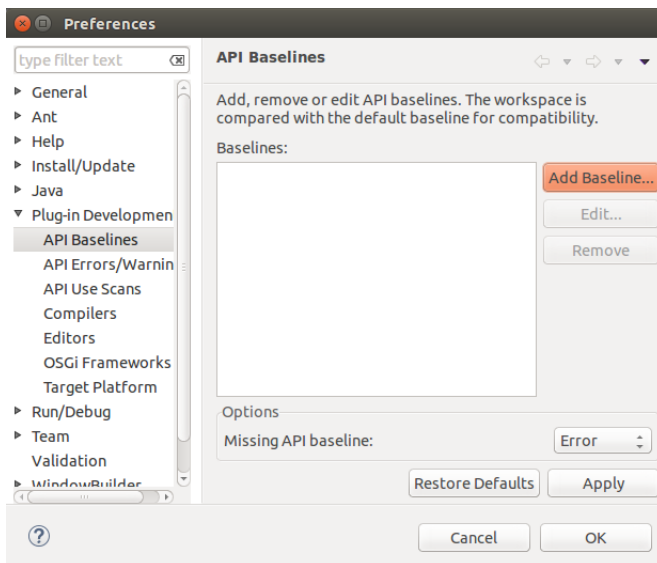 Preferences
type filter text
General
Ant
Help
Install/Update
Java
Plug-in Developmen
API Baselines
API Errors/Warnin
API Use Scans
Compilers
Editors
OSGi Frameworks
Target Platform
Run/Debug
Team
Validation
WindowBuilder
API Baselines
Add, remove or edit API baselines. The workspace is
compared with the default baseline for compatibility.
Baselines:
Add Baseline...
Edit...
Remove
Options
Missing API baseline:
Error
Restore Defaults
Apply
Cancel
OK